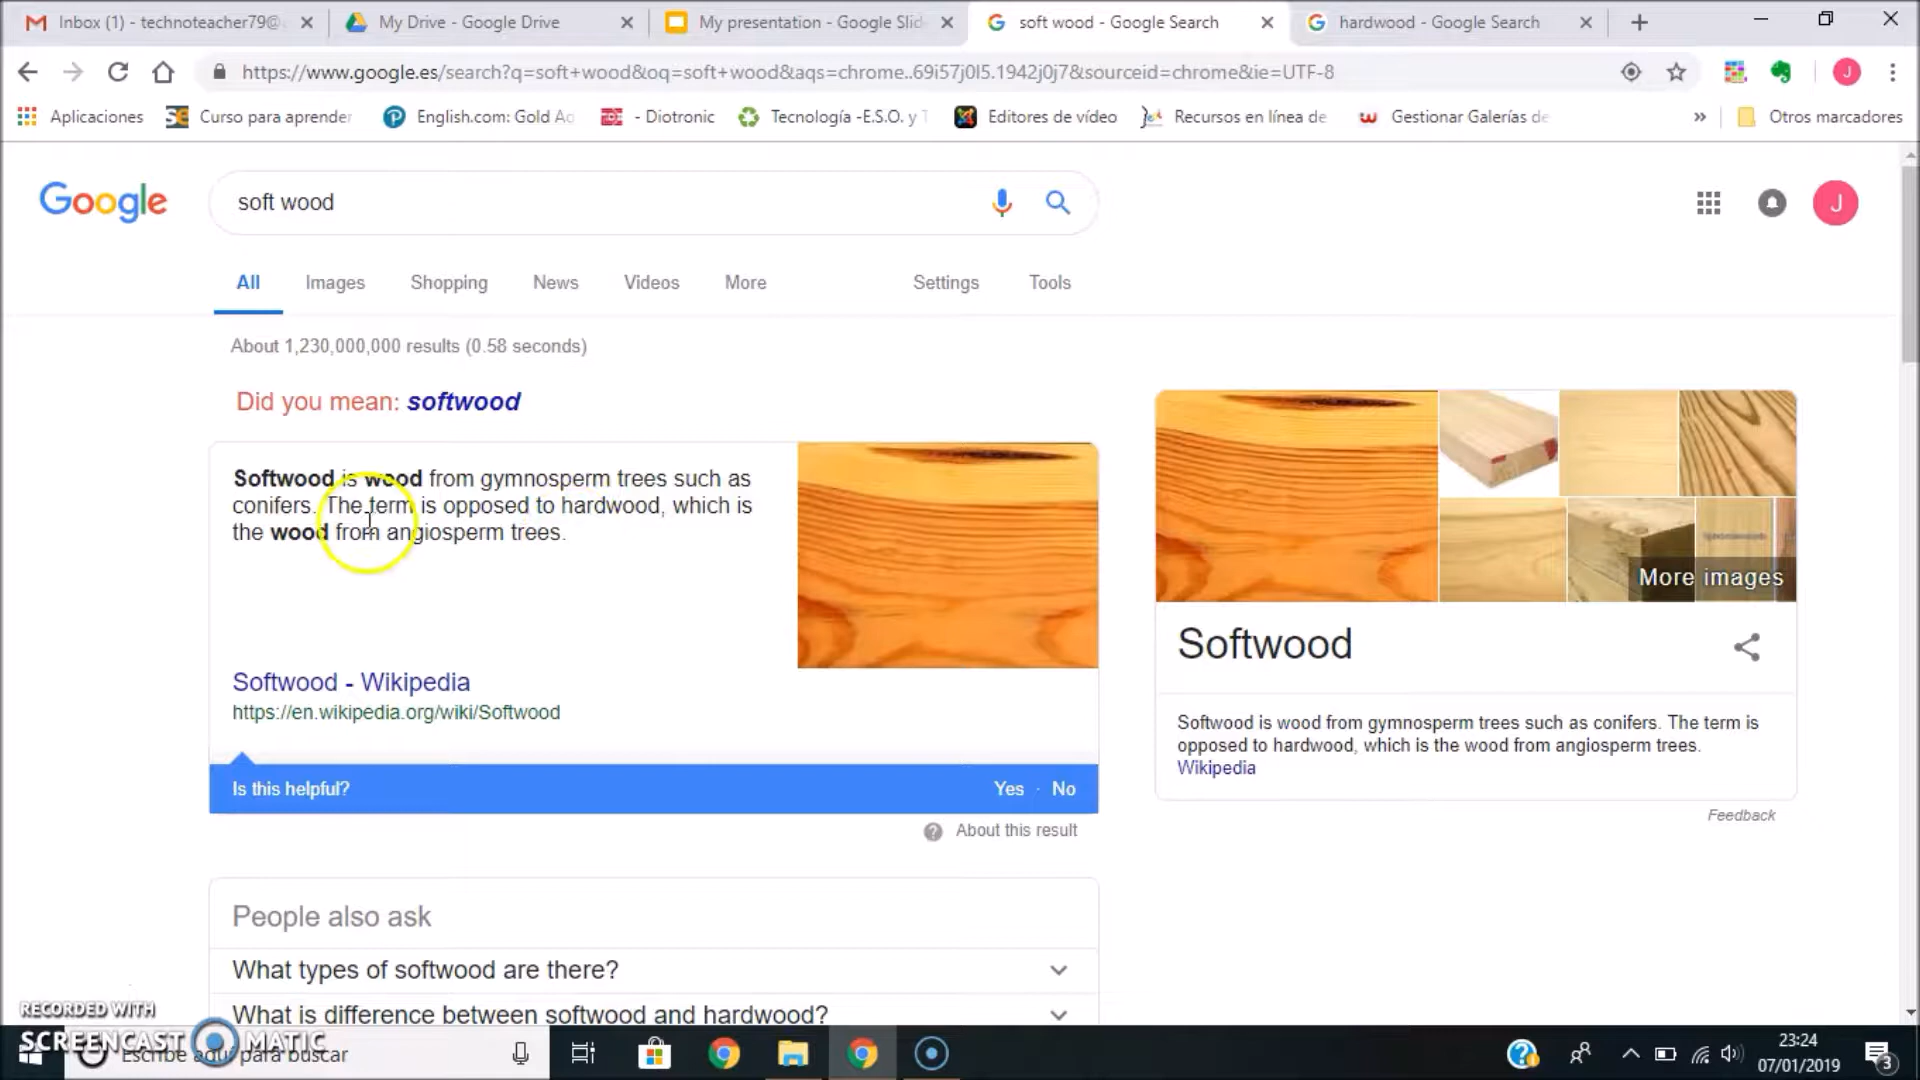 Inbox (1) - technoteacher79@
My Drive - Google Drive
My presentation - Google Slid
soft wood - Google Search
hardwood - Google Search
https://www.google.es/search?q=soft+wood&oq=soft+wood&aqs=chrome..69i57j0l5.1942j0j7&sourceid=chrome&ie=UTF-8
J
Aplicaciones
Curso para aprender
English.com: Gold Ac
- Diotronic
Tecnología -E.S.O. y T
Editores de vídeo
Recursos en línea de
Gestionar Galerías de
»
Otros marcadores
Google
soft wood
J
All
Images
Shopping
News
Videos
More
Settings
Tools
About 1,230,000,000 results (0.58 seconds)
Did you mean: softwood
Softwood is wood from gymnosperm trees such as
conifers. The term is opposed to hardwood, which is
the wood from angiosperm trees.
Softwood - Wikipedia
https://en.wikipedia.org/wiki/Softwood
Is this helpful?
Yes · No
About this result
More images
Softwood
Softwood is wood from gymnosperm trees such as conifers. The term is
opposed to hardwood, which is the wood from angiosperm trees.
Wikipedia
Feedback
People also ask
What types of softwood are there?
What is difference between softwood and hardwood?
RECORDED WITH
SCREENCAST MATIC
Escribe aquí para buscar
23:24
07/01/2019
3